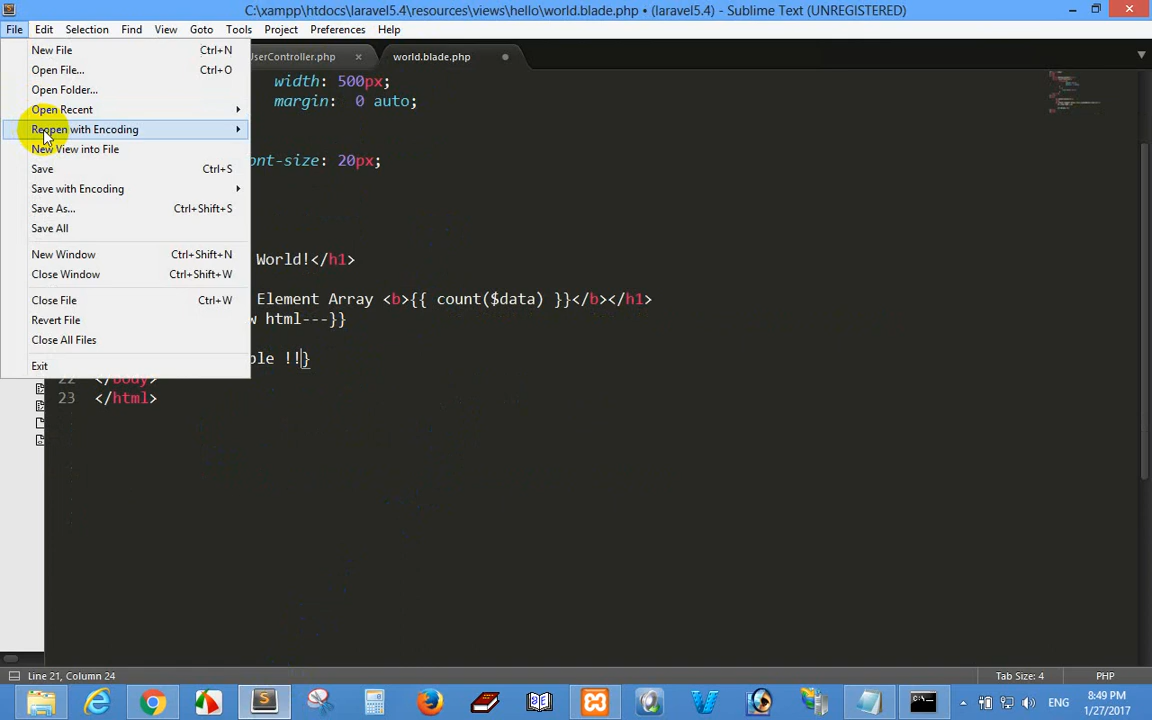 C:\xampp\htdocs\laravel5.4\resources\views\hello\world.blade.php • (laravel5.4) - Sublime Text (UNREGISTERED)
File Edit Selection Find View Goto Tools Project Preferences Help
New File Ctrl+N
Open File... Ctrl+O
Open Folder...
Open Recent
Reopen with Encoding
New View into File
Save Ctrl+S
Save with Encoding
Save As... Ctrl+Shift+S
Save All
New Window Ctrl+Shift+N
Close Window Ctrl+Shift+W
Close File Ctrl+W
Revert File
Close All Files
Exit
UserController.php world.blade.php
width: 500px;
margin: 0 auto;
ont-size: 20px;
World!</h1>
Element Array <b>{{ count($data) }}</b></h1>
w html---}}
ble !!}
22 </body>
23 </html>
Line 21, Column 24 Tab Size: 4 PHP
ENG 8:49 PM
1/27/2017